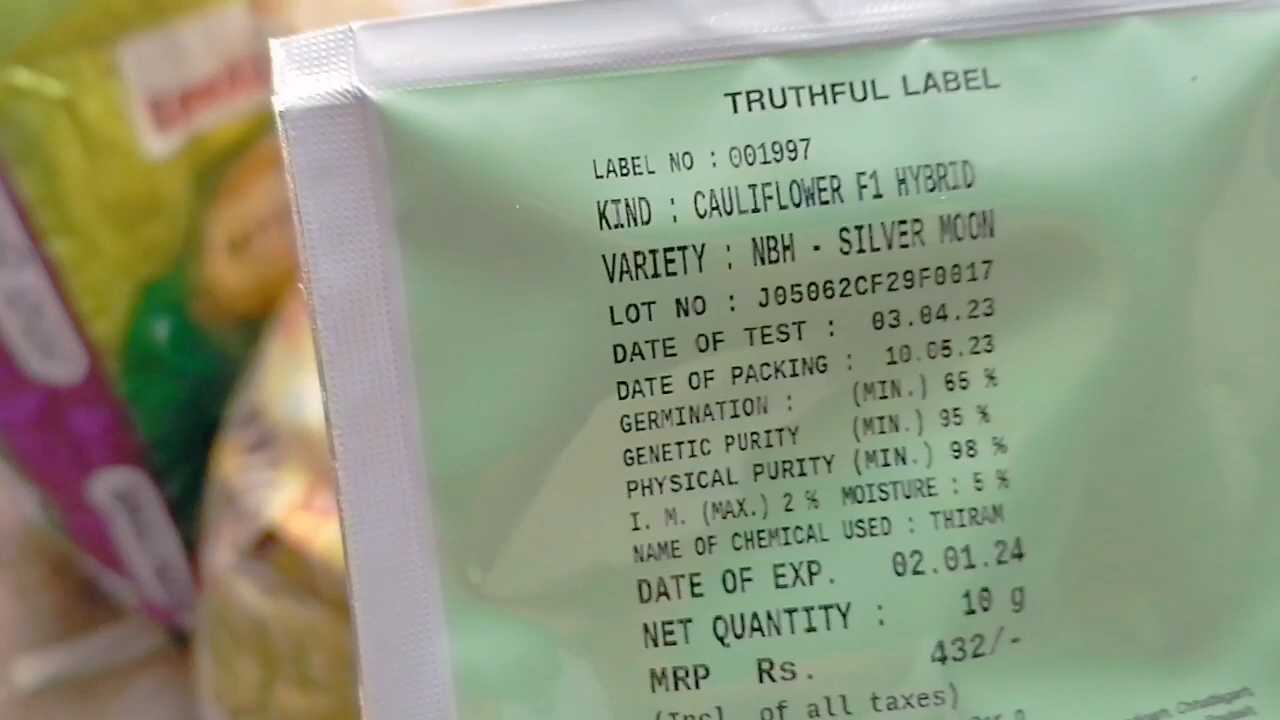 TRUTHFUL LABEL
LABEL NO : 001997
KIND : CAULIFLOWER F1 HYBRID
VARIETY : NBH - SILVER MOON
LOT NO : J05062CF29F0017
DATE OF TEST : 03.04.23
DATE OF PACKING : 10.05.23
GERMINATION : (MIN.) 65 %
GENETIC PURITY (MIN.) 95 %
PHYSICAL PURITY (MIN.) 98 %
I. M. (MAX.) 2 % MOISTURE : 5 %
NAME OF CHEMICAL USED : THIRAM
DATE OF EXP. 02.01.24
NET QUANTITY : 10 g
MRP Rs. 432/-
(Incl. of all taxes)
Chhattisgarh